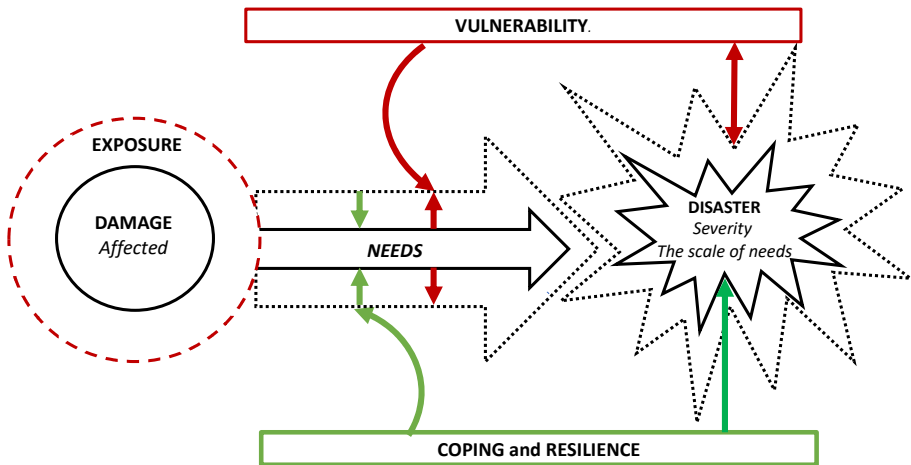 VULNERABILITY.
EXPOSURE
DAMAGE
Affected
NEEDS
DISASTER
Severity
The scale of needs
COPING and RESILIENCE